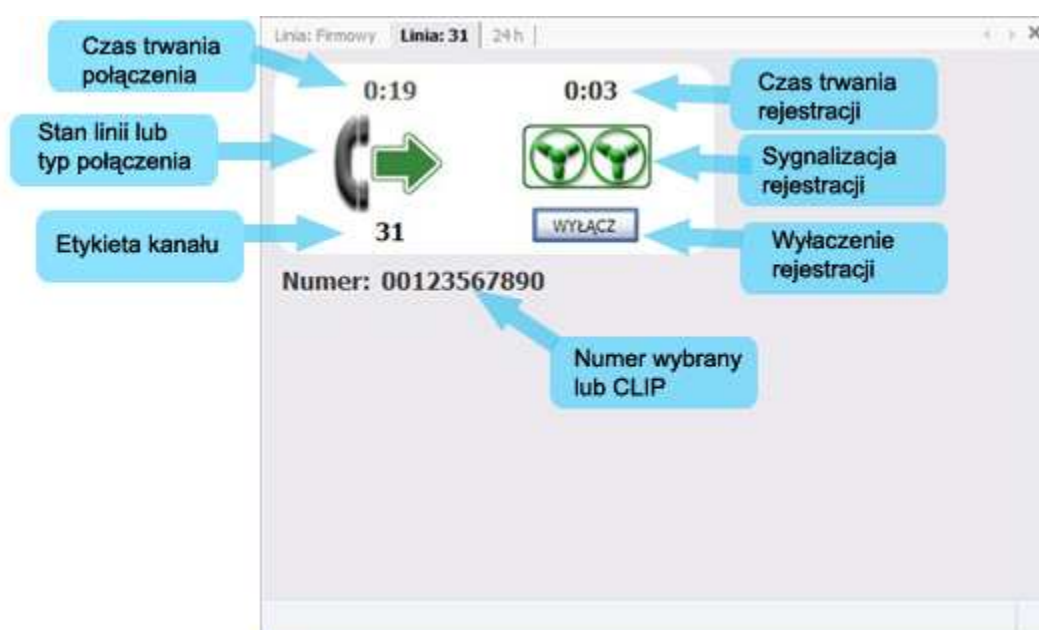 Linia: Firmowy Linia: 31 24 h
Czas trwania
połączenia
0:19
0:03
Czas trwania
rejestracji
Stan linii lub
typ połączenia
Sygnalizacja
rejestracji
Etykieta kanału
31
WYŁĄCZ
Wyłaczenie
rejestracji
Numer: 00123567890
Numer wybrany
lub CLIP